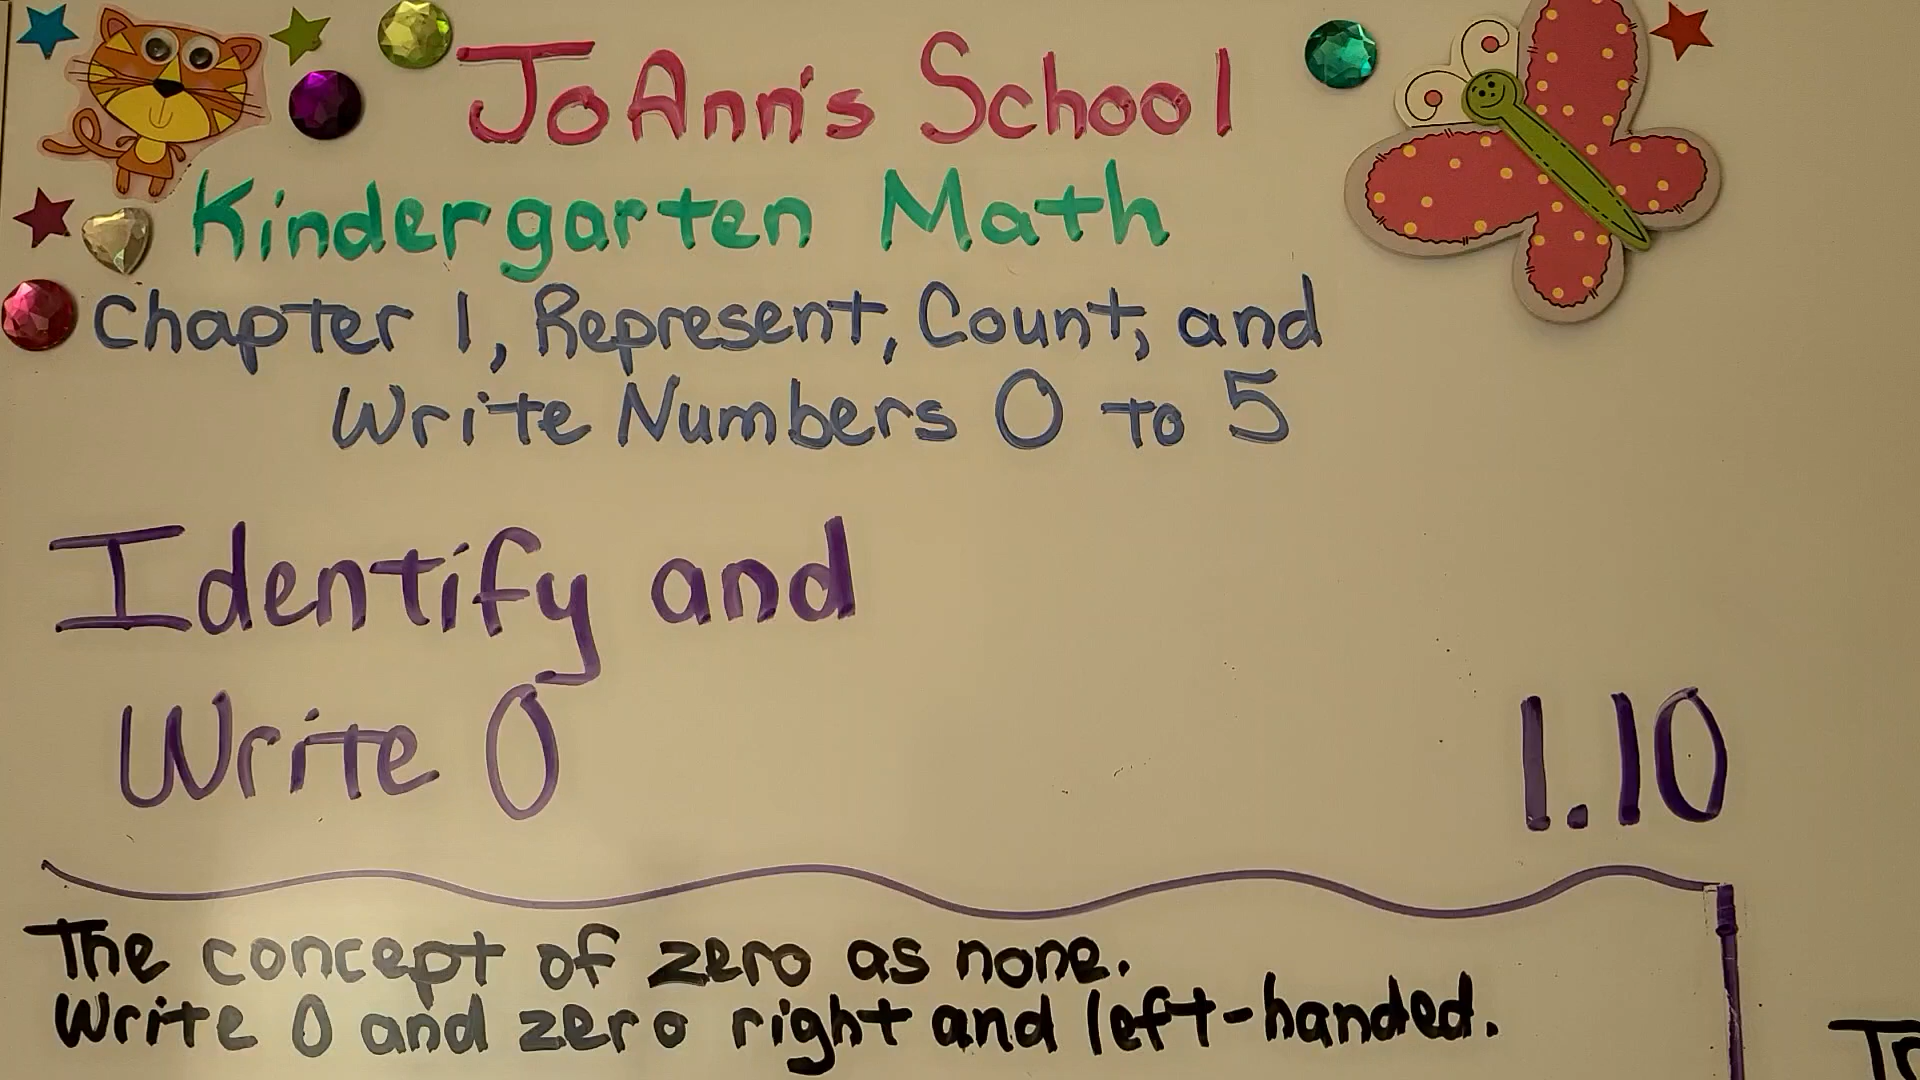 JoAnn's School
Kindergarten Math
Chapter 1, Represent, Count, and
Write Numbers 0 to 5
Identify and
Write 0
1.10
The concept of zero as none.
Write 0 and zero right and left-handed.